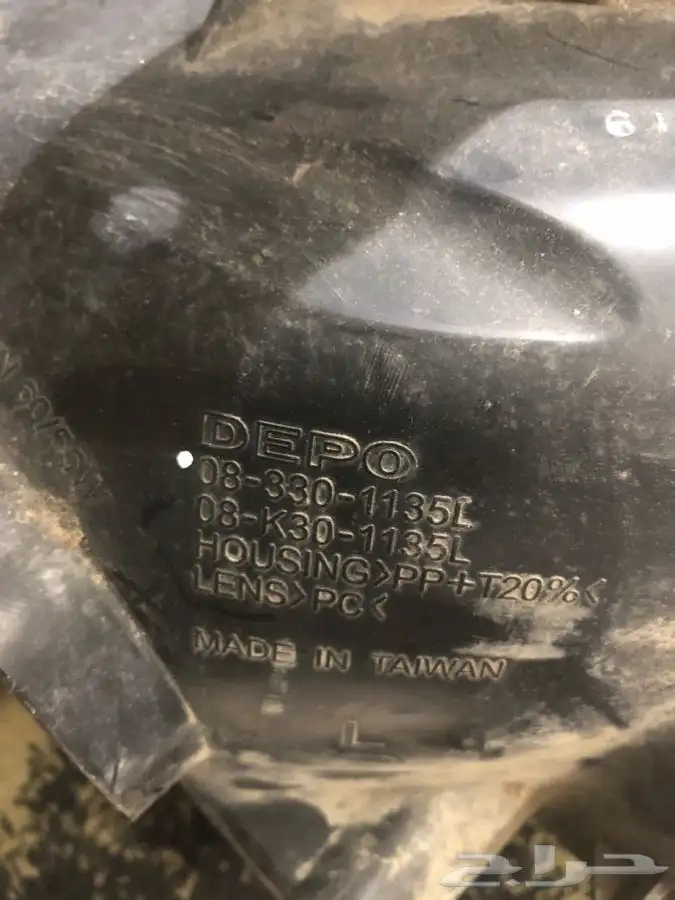 DEPO
08-330-1135L
08-K30-1135L
HOUSING>PP+T20%<
LENS>PC<
MADE IN TAIWAN
L
حراج